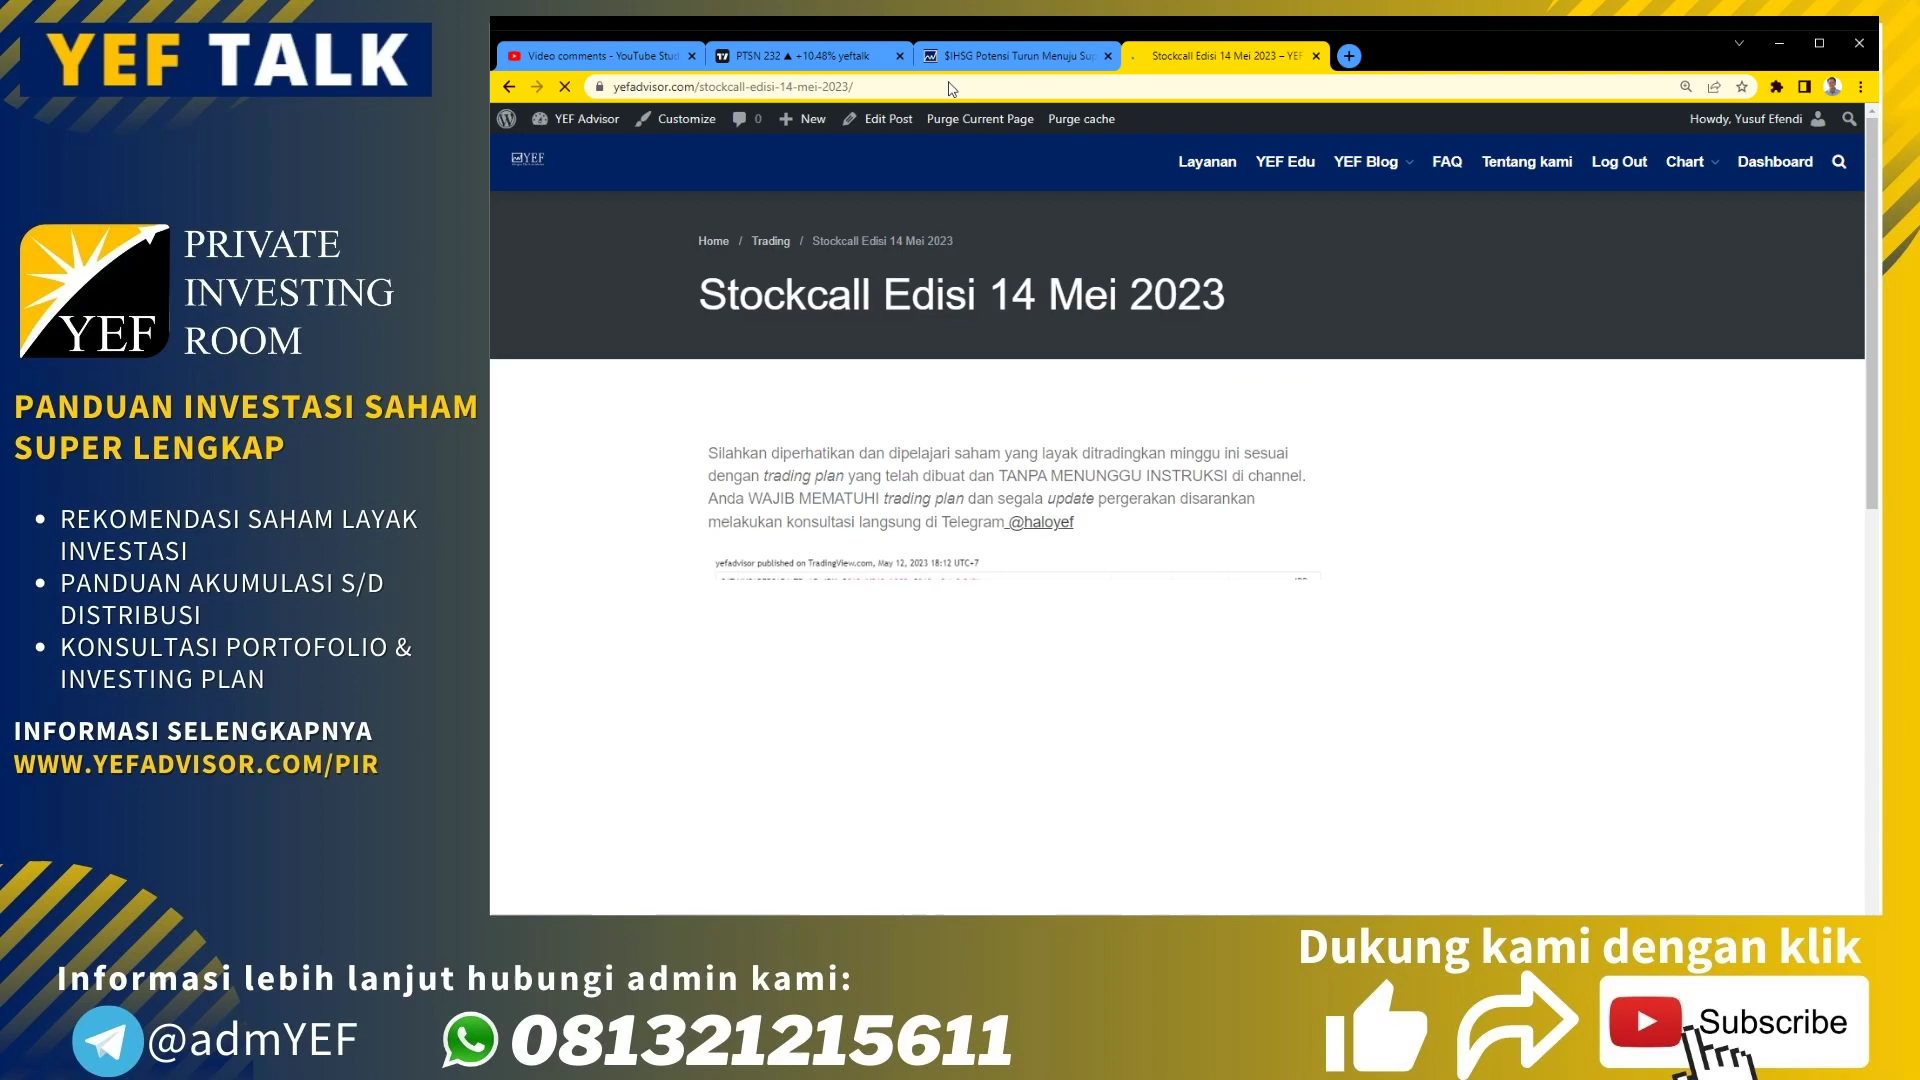 YEF TALK
YEF
PRIVATE
INVESTING
ROOM
PANDUAN INVESTASI SAHAM
SUPER LENGKAP
• REKOMENDASI SAHAM LAYAK
INVESTASI
• PANDUAN AKUMULASI S/D
DISTRIBUSI
• KONSULTASI PORTOFOLIO &
INVESTING PLAN
INFORMASI SELENGKAPNYA
WWW.YEFADVISOR.COM/PIR
Video comments - YouTube Stud
PTSN 232 ▲ +10.48% yeftalk
$IHSG Potensi Turun Menuju Sup
Stockcall Edisi 14 Mei 2023 – YEF
yefadvisor.com/stockcall-edisi-14-mei-2023/
YEF Advisor Customize 0 New Edit Post Purge Current Page Purge cache Howdy, Yusuf Efendi
YEF Layanan YEF Edu YEF Blog FAQ Tentang kami Log Out Chart Dashboard
Home / Trading / Stockcall Edisi 14 Mei 2023
Stockcall Edisi 14 Mei 2023
Silahkan diperhatikan dan dipelajari saham yang layak ditradingkan minggu ini sesuai
dengan trading plan yang telah dibuat dan TANPA MENUNGGU INSTRUKSI di channel.
Anda WAJIB MEMATUHI trading plan dan segala update pergerakan disarankan
melakukan konsultasi langsung di Telegram @haloyef
yefadvisor published on TradingView.com, May 12, 2023 18:12 UTC+7
Informasi lebih lanjut hubungi admin kami:
@admYEF
081321215611
Dukung kami dengan klik
Subscribe